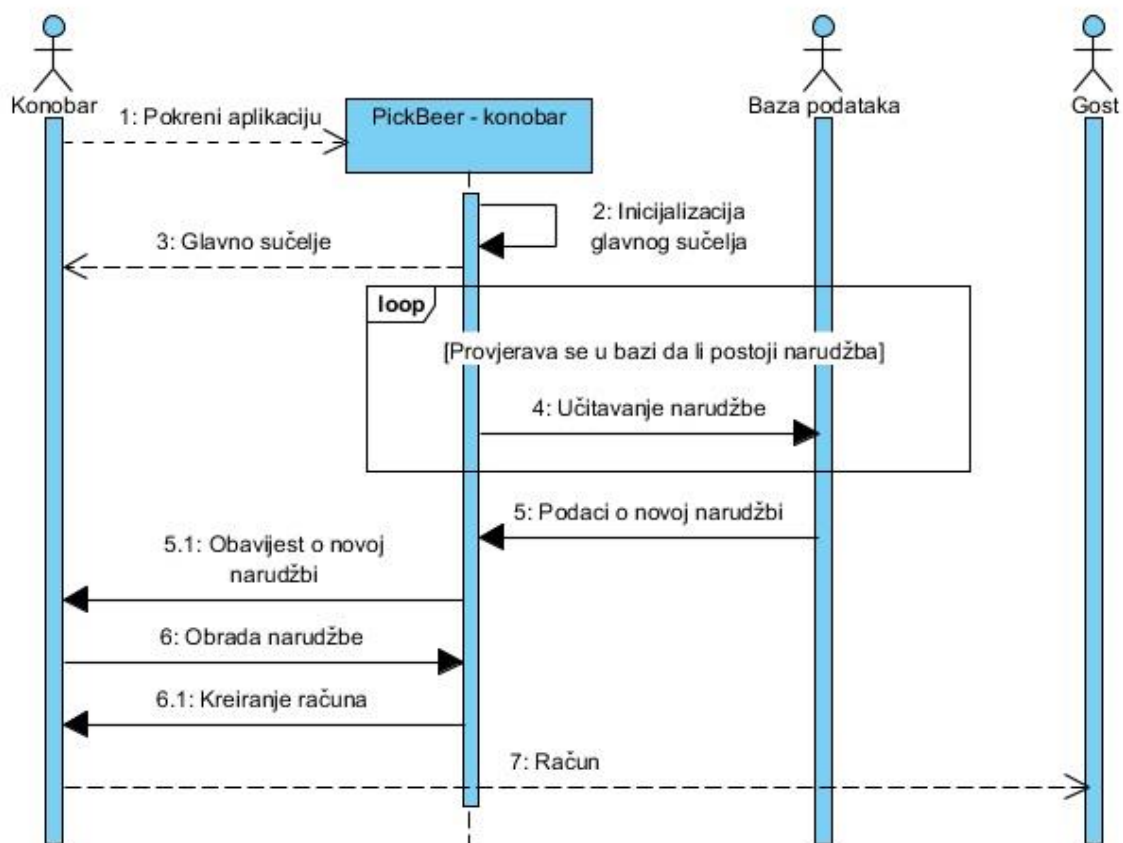 Konobar
Baza podataka
Gost
1: Pokreni aplikaciju
PickBeer - konobar
2: Inicijalizacija
glavnog sučelja
3: Glavno sučelje
loop
[Provjerava se u bazi da li postoji narudžba]
4: Učitavanje narudžbe
5: Podaci o novoj narudžbi
5.1: Obavijest o novoj
narudžbi
6: Obrada narudžbe
6.1: Kreiranje računa
7: Račun